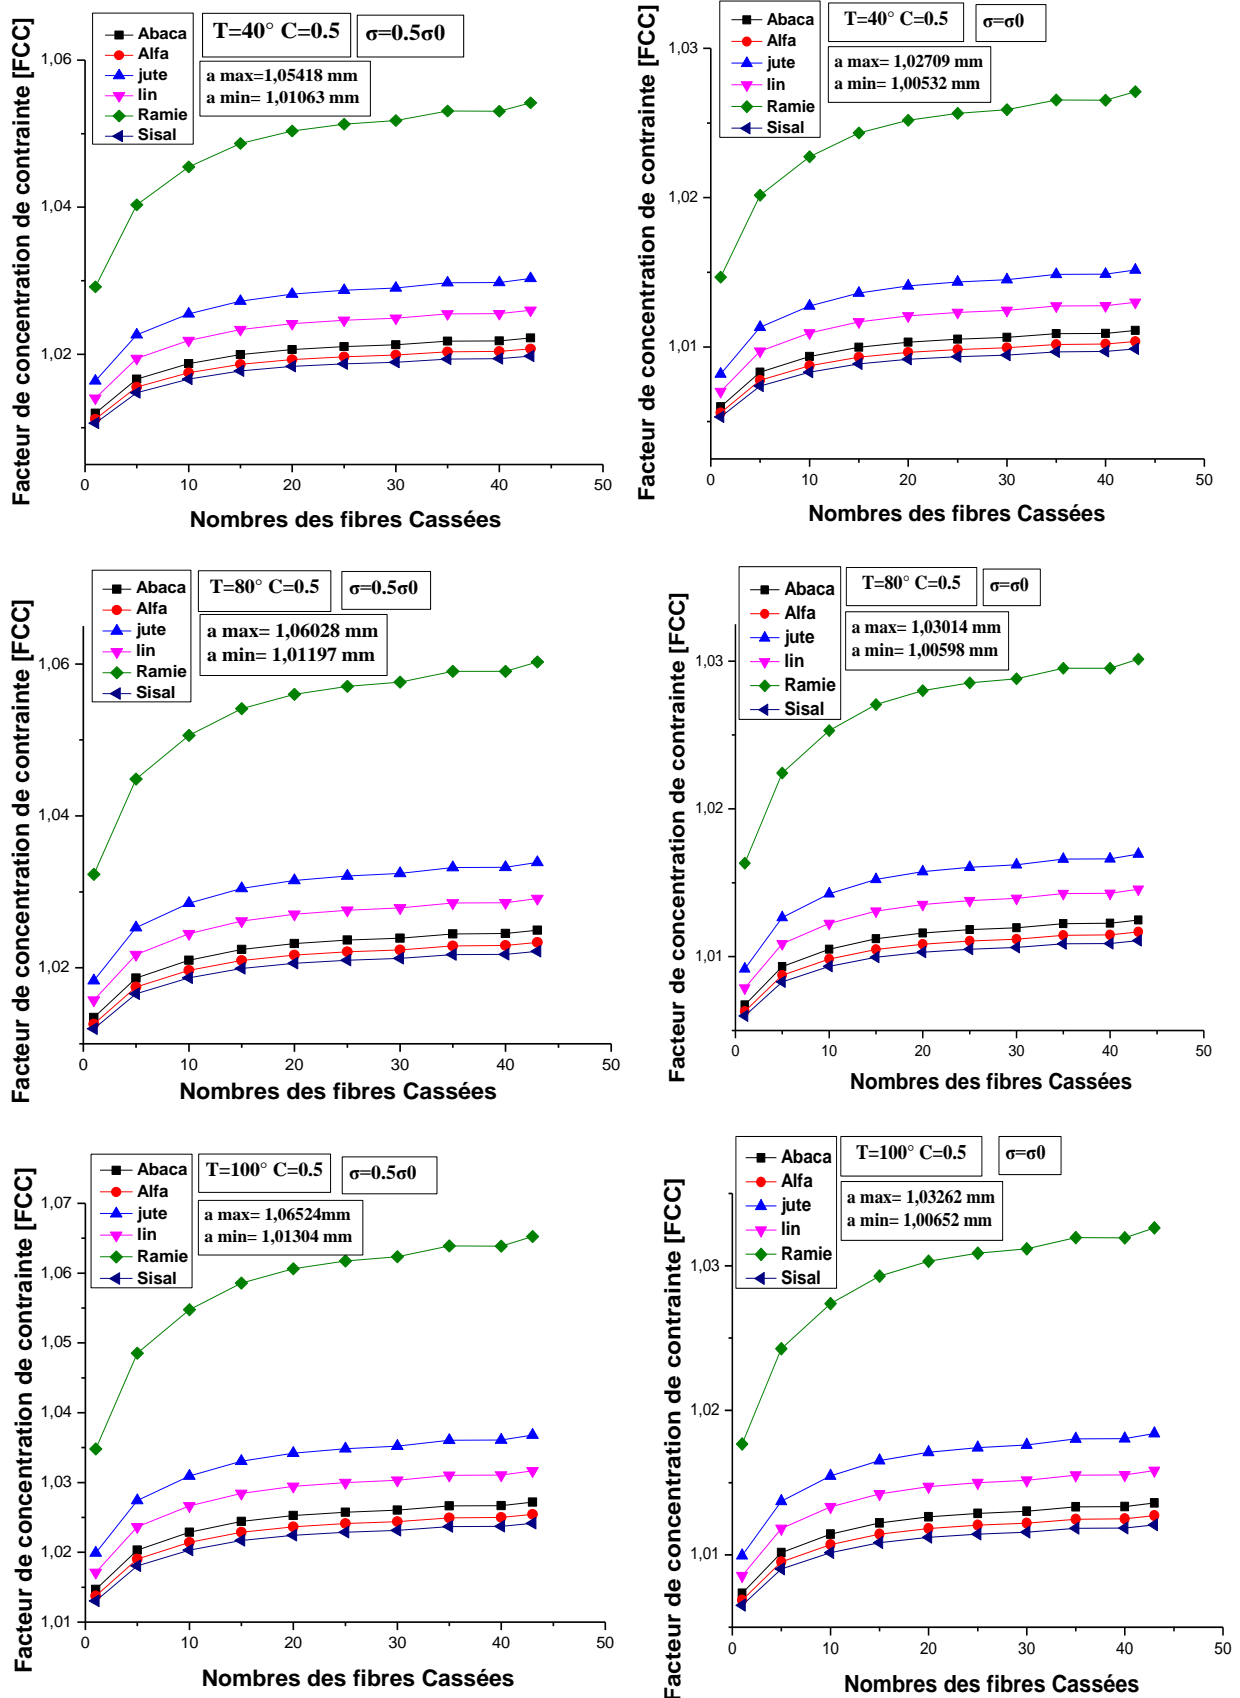 Abaca
Alfa
jute
lin
Ramie
Sisal
T=40° C=0.5
σ=0.5σ0
a max=1,05418 mm
a min= 1,01063 mm
1,06
1,04
1,02
0 10 20 30 40 50
Facteur de concentration de contrainte [FCC]
Nombres des fibres Cassées
Abaca
Alfa
jute
lin
Ramie
Sisal
T=40° C=0.5
σ=σ0
a max= 1,02709 mm
a min= 1,00532 mm
1,03
1,02
1,01
0 10 20 30 40 50
Facteur de concentration de contrainte [FCC]
Nombres des fibres Cassées
Abaca
Alfa
jute
lin
Ramie
Sisal
T=80° C=0.5
σ=0.5σ0
a max= 1,06028 mm
a min= 1,01197 mm
1,06
1,04
1,02
0 10 20 30 40 50
Facteur de concentration de contrainte [FCC]
Nombres des fibres Cassées
Abaca
Alfa
jute
lin
Ramie
Sisal
T=80° C=0.5
σ=σ0
a max= 1,03014 mm
a min= 1,00598 mm
1,03
1,02
1,01
0 10 20 30 40 50
Facteur de concentration de contrainte [FCC]
Nombres des fibres Cassées
Abaca
Alfa
jute
lin
Ramie
Sisal
T=100° C=0.5
σ=0.5σ0
a max= 1,06524mm
a min= 1,01304 mm
1,07
1,06
1,05
1,04
1,03
1,02
1,01
0 10 20 30 40 50
Facteur de concentration de contrainte [FCC]
Nombres des fibres Cassées
Abaca
Alfa
jute
lin
Ramie
Sisal
T=100° C=0.5
σ=σ0
a max= 1,03262 mm
a min= 1,00652 mm
1,03
1,02
1,01
0 10 20 30 40 50
Facteur de concentration de contrainte [FCC]
Nombres des fibres Cassées